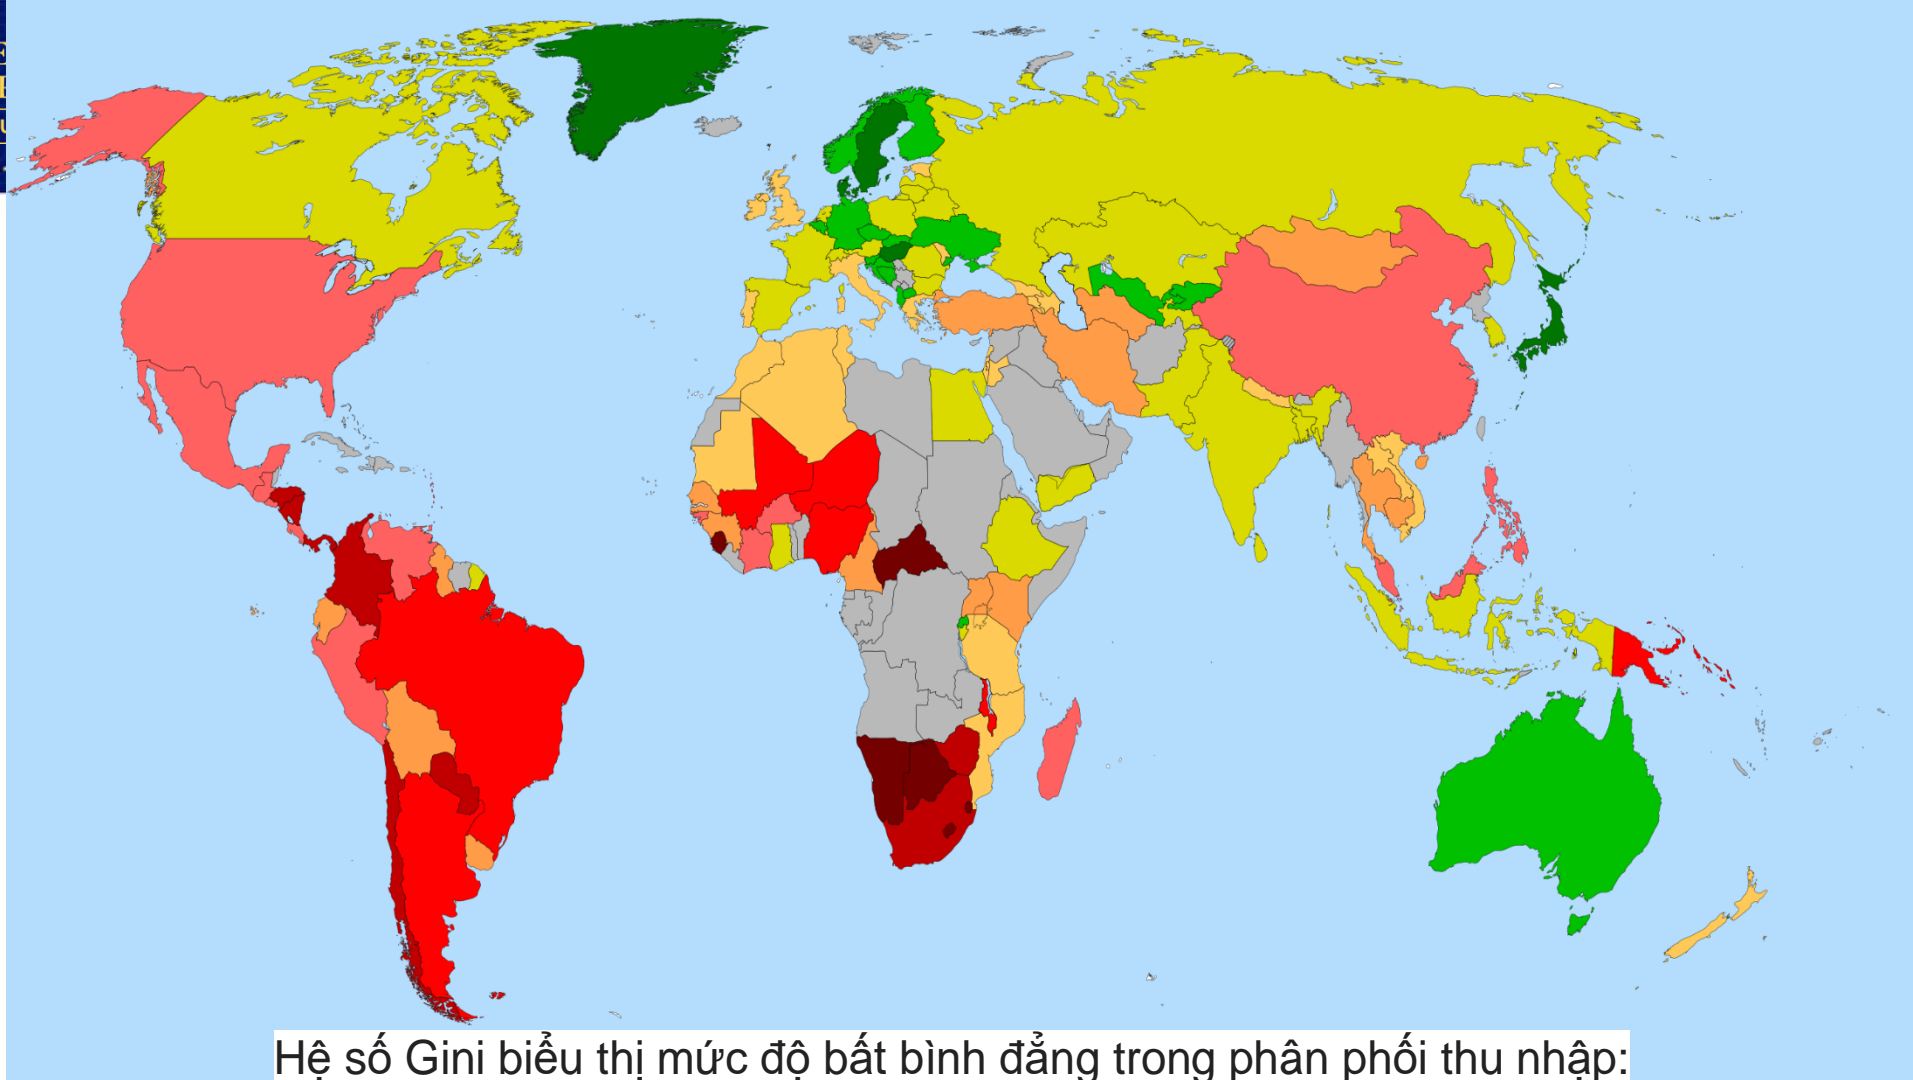 Hệ số Gini biểu thị mức độ bất bình đẳng trong phân phối thu nhập: